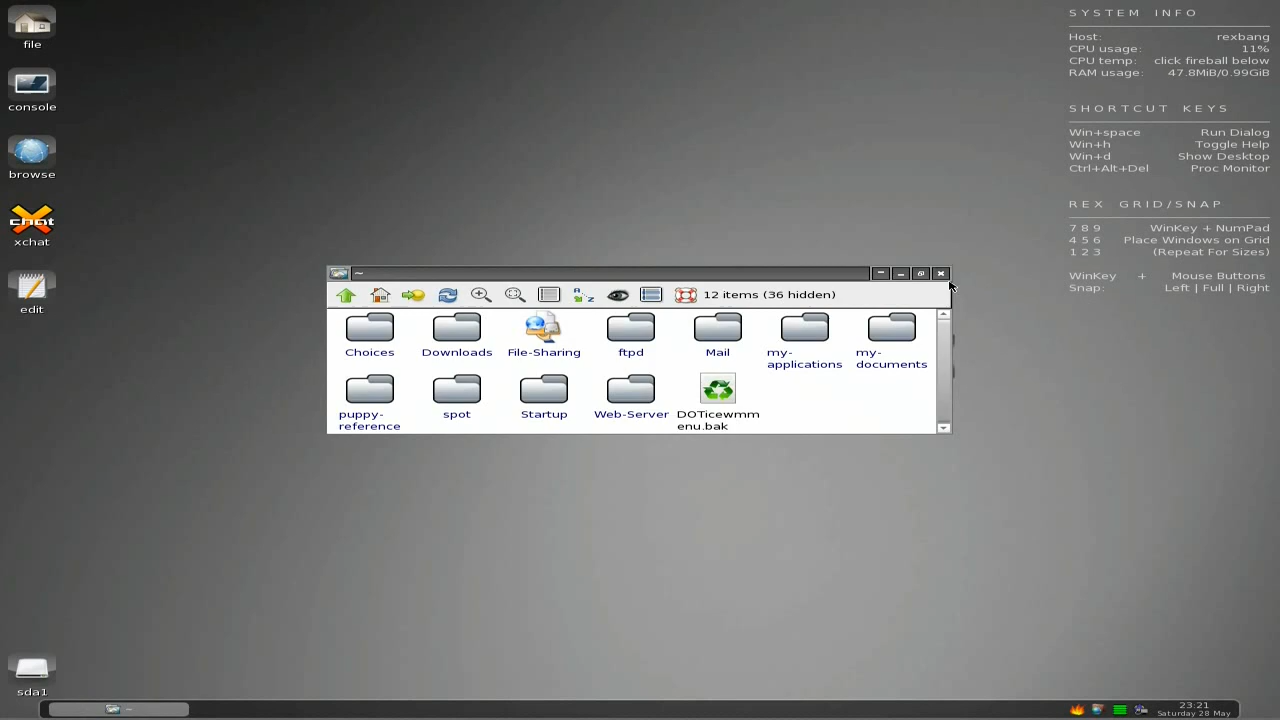 file
console
browse
xchat
edit
sda1
SYSTEM INFO
Host: rexbang
CPU usage: 11%
CPU temp: click fireball below
RAM usage: 47.8MiB/0.99GiB
SHORTCUT KEYS
Win+space Run Dialog
Win+h Toggle Help
Win+d Show Desktop
Ctrl+Alt+Del Proc Monitor
REX GRID/SNAP
7 8 9 WinKey + NumPad
4 5 6 Place Windows on Grid
1 2 3 (Repeat For Sizes)
WinKey + Mouse Buttons
Snap: Left | Full | Right
~
12 items (36 hidden)
Choices
Downloads
File-Sharing
ftpd
Mail
my-
applications
my-
documents
puppy-
reference
spot
Startup
Web-Server
DOTicewmm
enu.bak
~
23:21
Saturday 28 May